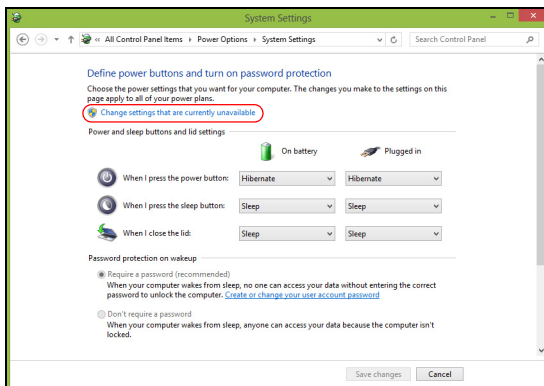 System Settings
« All Control Panel Items Power Options System Settings
Search Control Panel
Define power buttons and turn on password protection
Choose the power settings that you want for your computer. The changes you make to the settings on this
page apply to all of your power plans.
Change settings that are currently unavailable
Power and sleep buttons and lid settings
On battery Plugged in
When I press the power button: Hibernate Hibernate
When I press the sleep button: Sleep Sleep
When I close the lid: Sleep Sleep
Password protection on wakeup
Require a password (recommended)
When your computer wakes from sleep, no one can access your data without entering the correct
password to unlock the computer. Create or change your user account password
Don't require a password
When your computer wakes from sleep, anyone can access your data because the computer isn't
locked.
Save changes Cancel